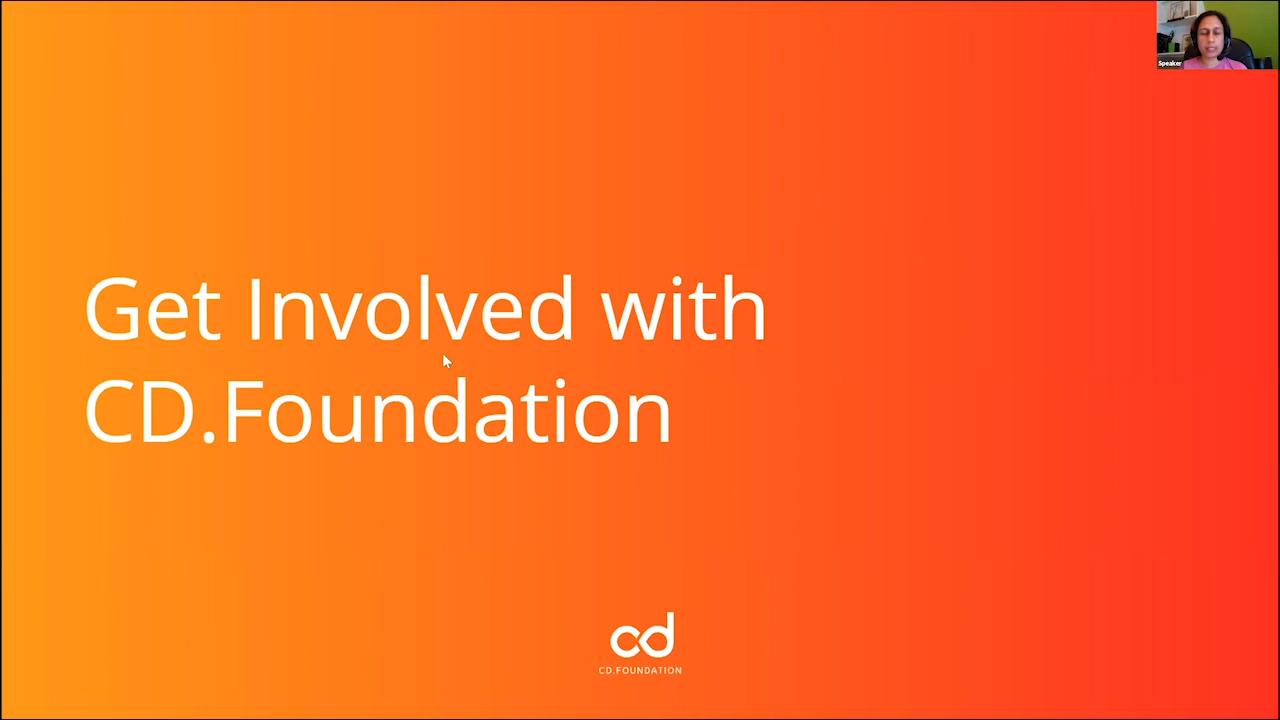 Speaker
Get Involved with
CD.Foundation
cd
CD.FOUNDATION